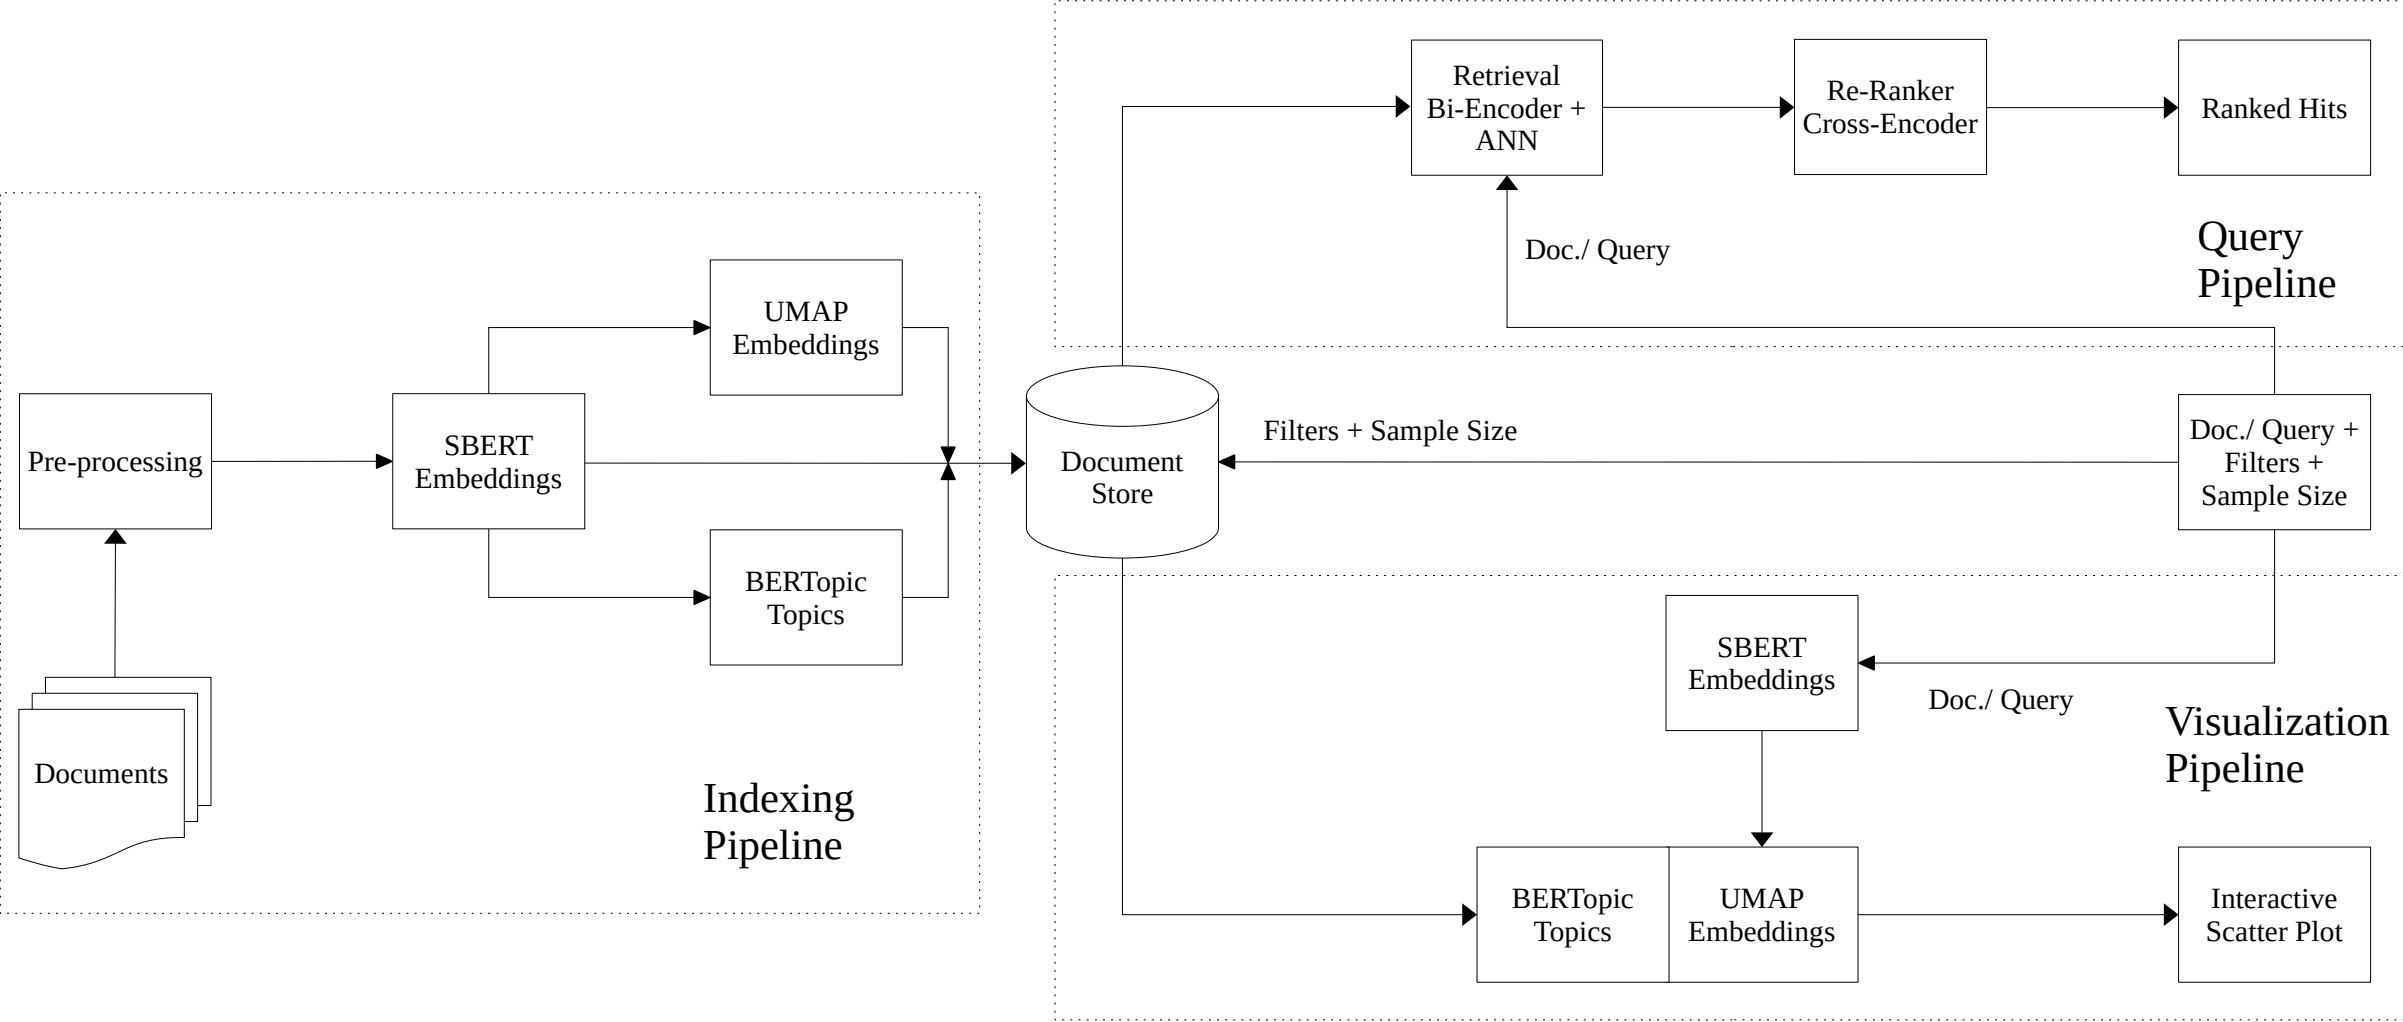 Retrieval
Bi-Encoder +
ANN
Re-Ranker
Cross-Encoder
Ranked Hits
Doc./ Query
Query
Pipeline
UMAP
Embeddings
Pre-processing
SBERT
Embeddings
BERTopic
Topics
Documents
Indexing
Pipeline
Document
Store
Filters + Sample Size
Doc./ Query +
Filters +
Sample Size
SBERT
Embeddings
Doc./ Query
Visualization
Pipeline
BERTopic
Topics
UMAP
Embeddings
Interactive
Scatter Plot